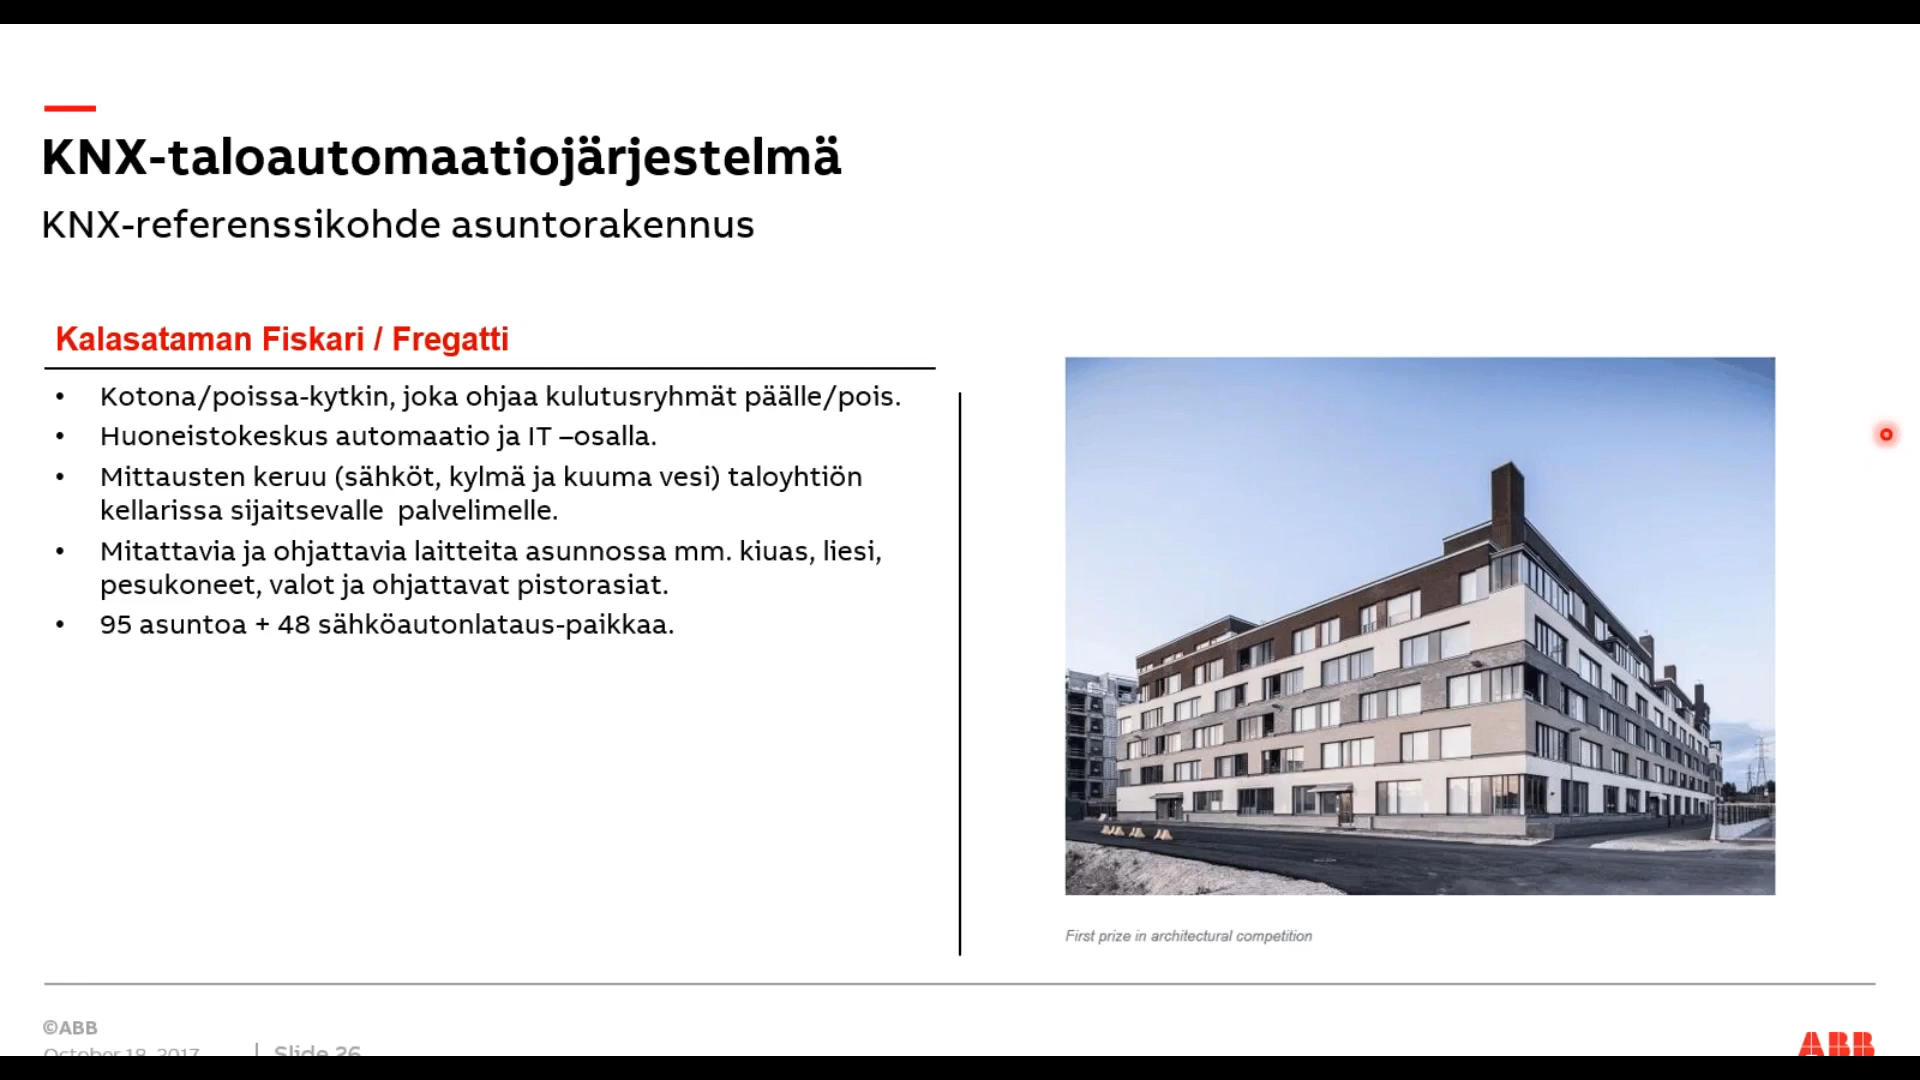 KNX-taloautomaatiojärjestelmä
KNX-referenssikohde asuntorakennus
Kalasataman Fiskari / Fregatti
• Kotona/poissa-kytkin, joka ohjaa kulutusryhmät päälle/pois.
• Huoneistokeskus automaatio ja IT –osalla.
• Mittausten keruu (sähköt, kylmä ja kuuma vesi) taloyhtiön
kellarissa sijaitsevalle palvelimelle.
• Mitattavia ja ohjattavia laitteita asunnossa mm. kiuas, liesi,
pesukoneet, valot ja ohjattavat pistorasiat.
• 95 asuntoa + 48 sähköautonlataus-paikkaa.
First prize in architectural competition
©ABB
October 18, 2017 | Slide 26
ABB